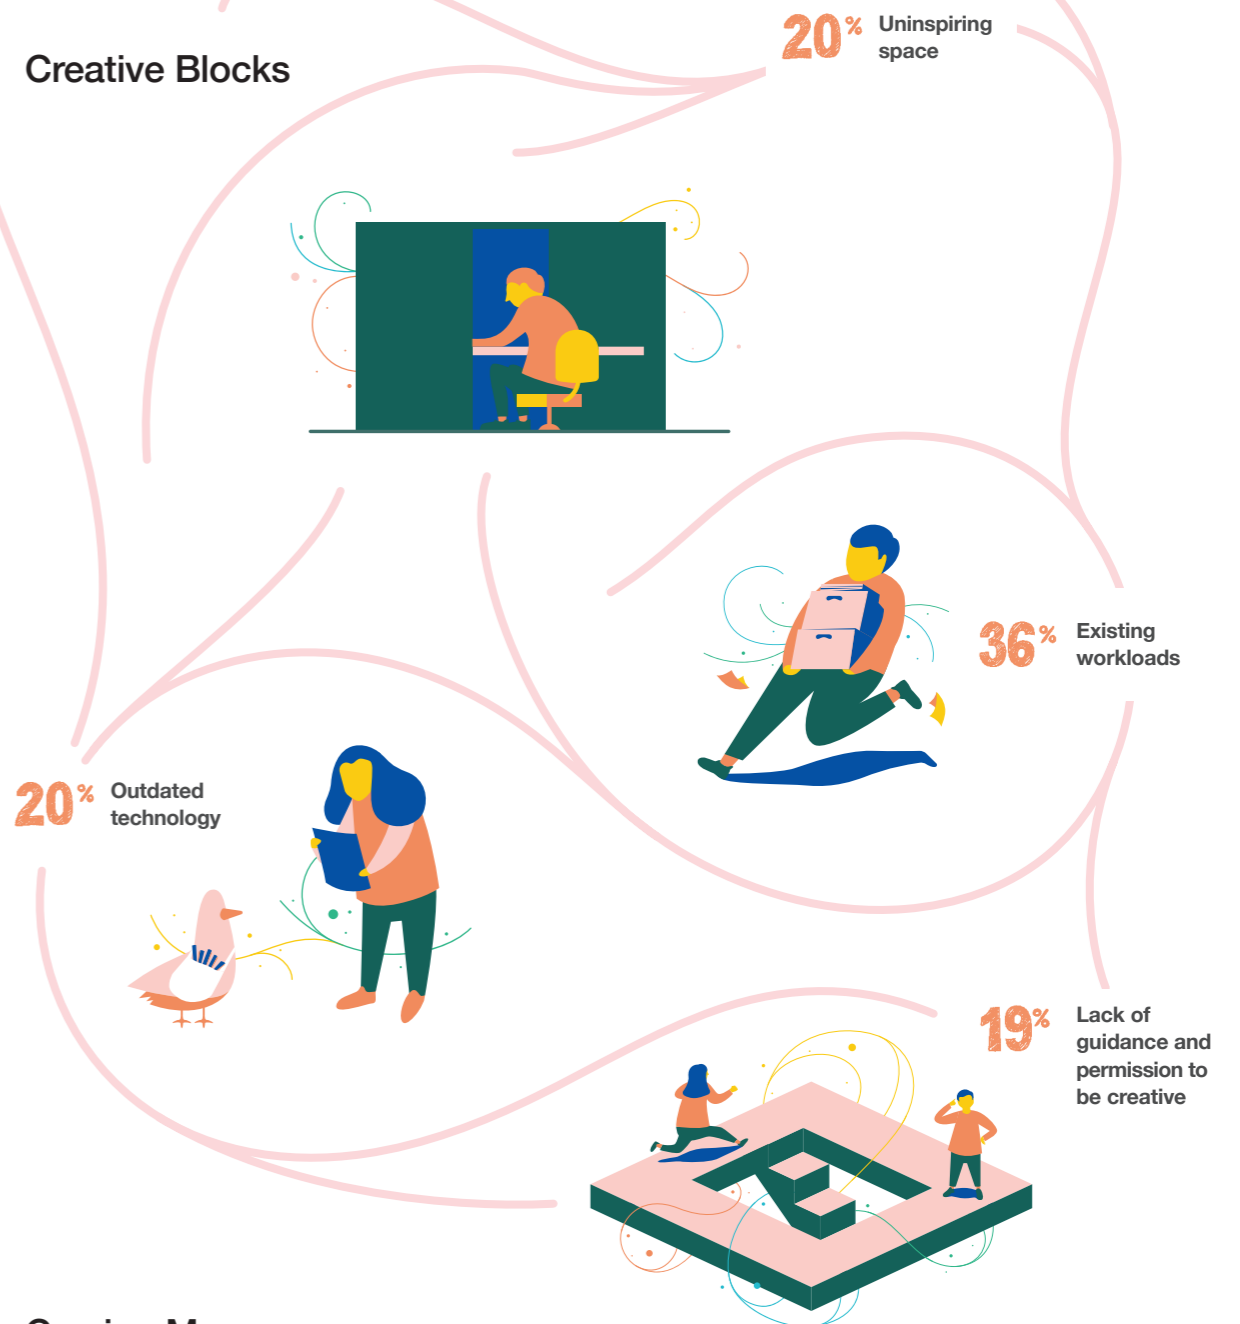 Creative Blocks
20% Uninspiring
space
36% Existing
workloads
20% Outdated
technology
19% Lack of
guidance and
permission to
be creative